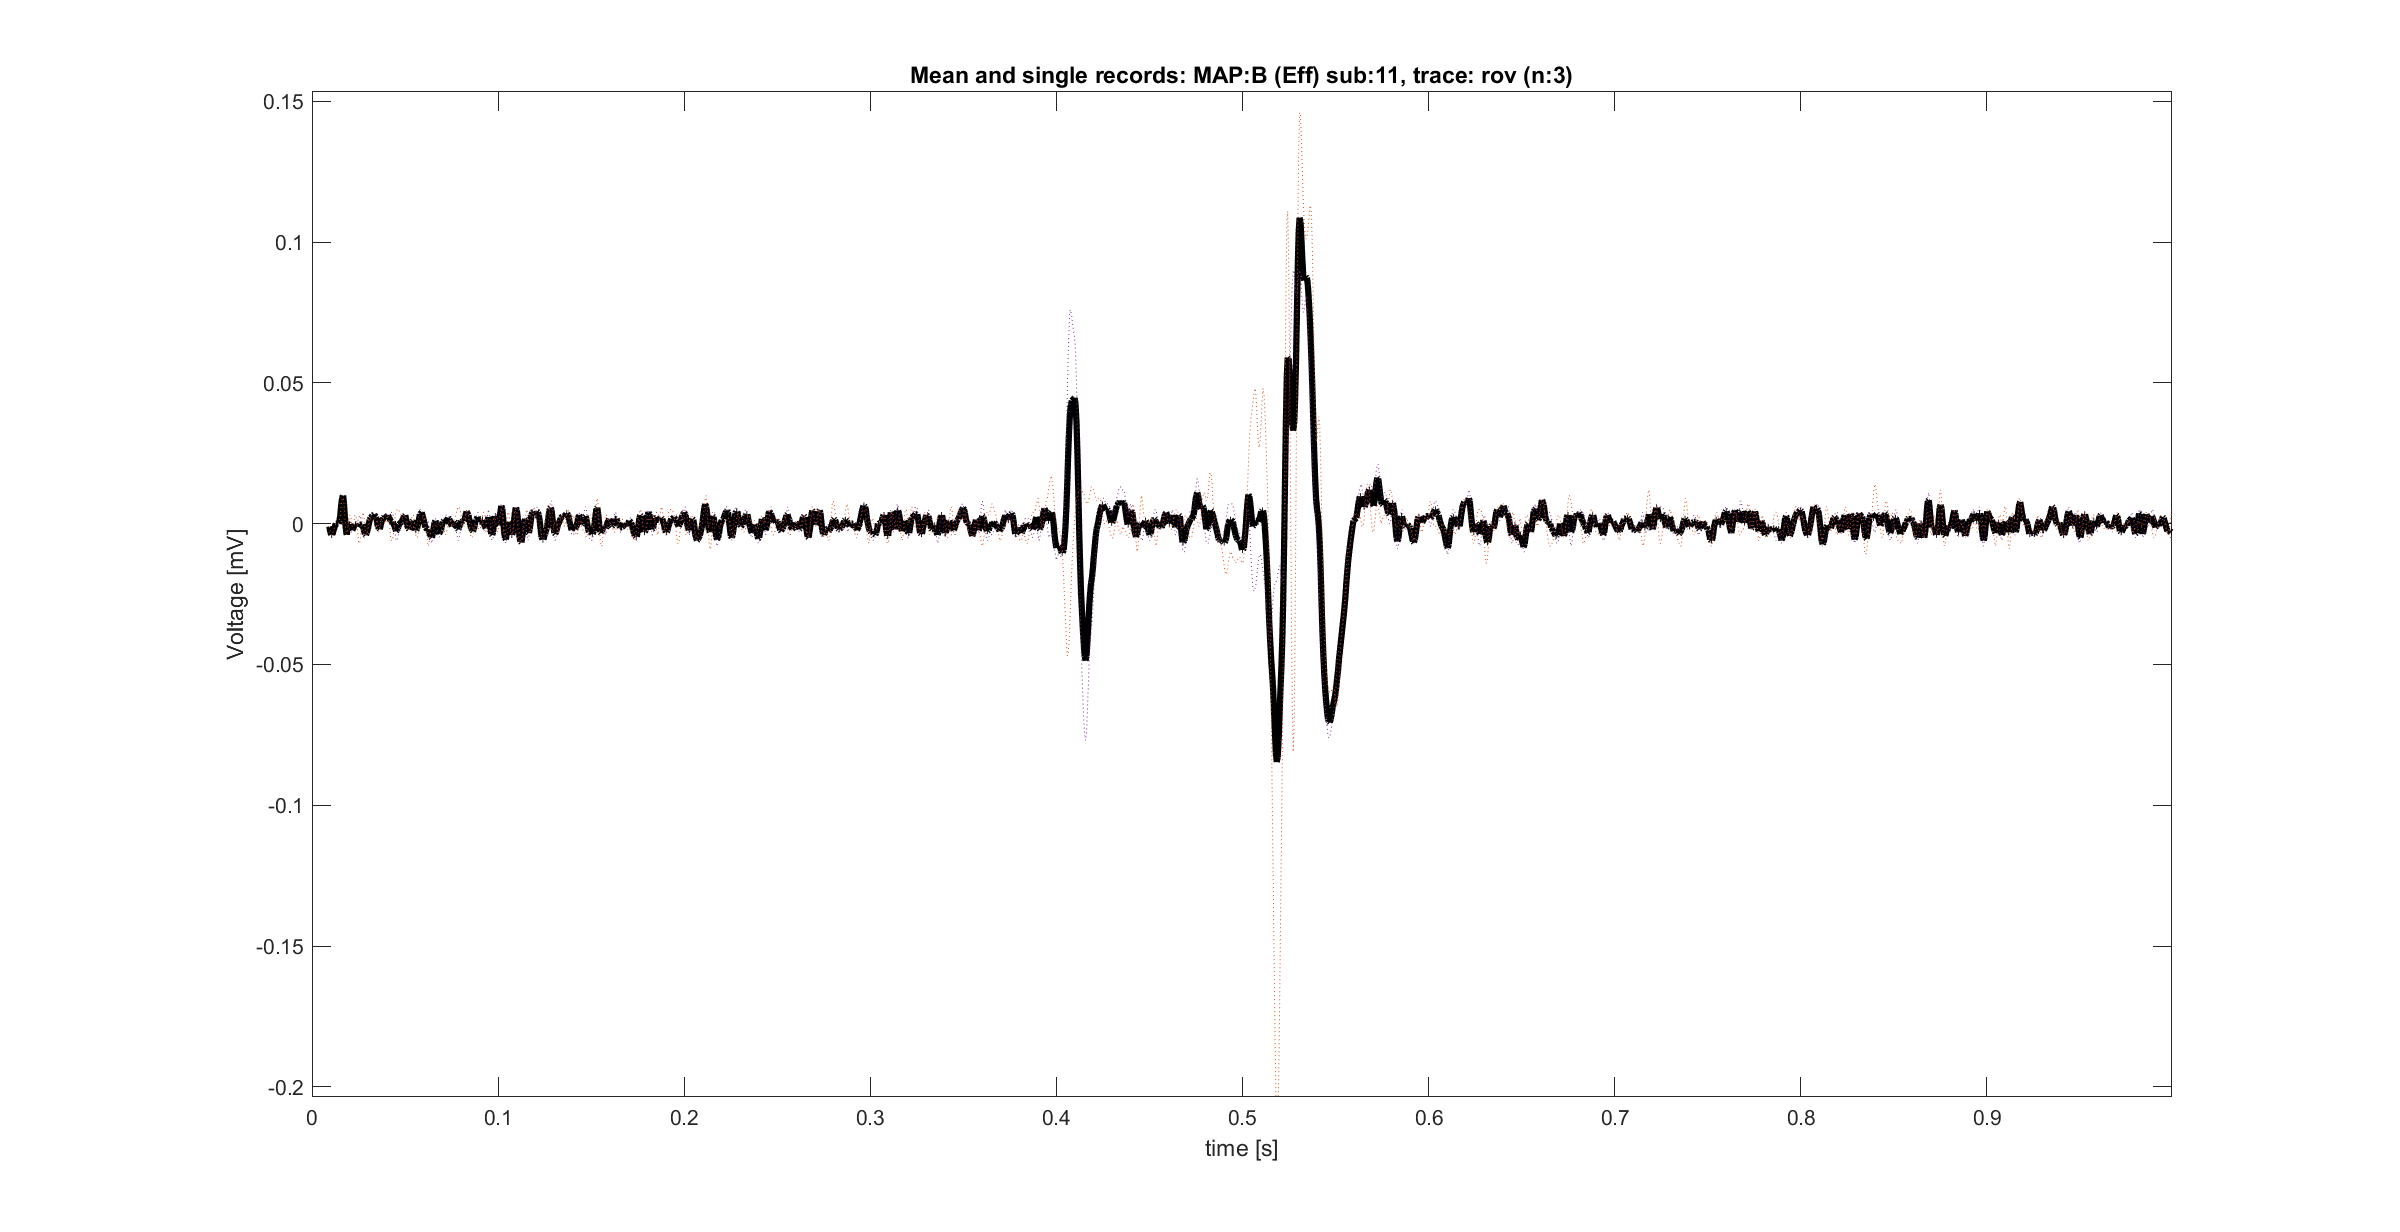 Mean and single records: MAP:B (Eff) sub:11, trace: rov (n:3)
0.15
0.1
0.05
0
-0.05
-0.1
-0.15
-0.2
Voltage [mV]
0 0.1 0.2 0.3 0.4 0.5 0.6 0.7 0.8 0.9
time [s]